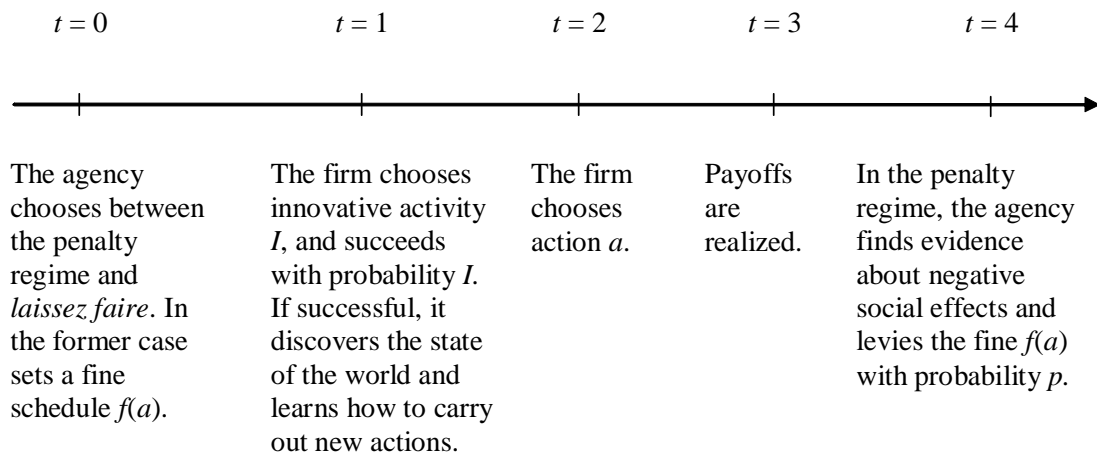 t = 0 t = 1 t = 2 t = 3 t = 4
The agency
chooses between
the penalty
regime and
laissez faire. In
the former case
sets a fine
schedule f(a).
The firm chooses
innovative activity
I, and succeeds
with probability I.
If successful, it
discovers the state
of the world and
learns how to carry
out new actions.
The firm
chooses
action a.
Payoffs
are
realized.
In the penalty
regime, the agency
finds evidence
about negative
social effects and
levies the fine f(a)
with probability p.